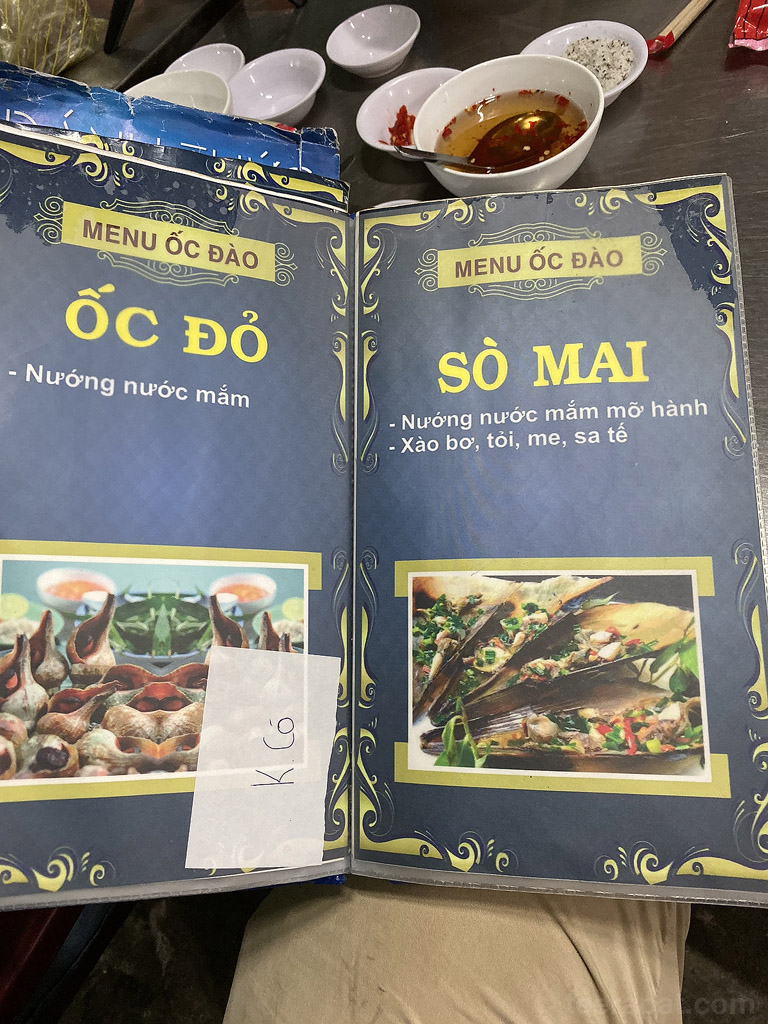 MENU ỐC ĐÀO
ỐC ĐỎ
- Nướng nước mắm
K. Có
MENU ỐC ĐÀO
SÒ MAI
- Nướng nước mắm mỡ hành
- Xào bơ, tỏi, me, sa tế